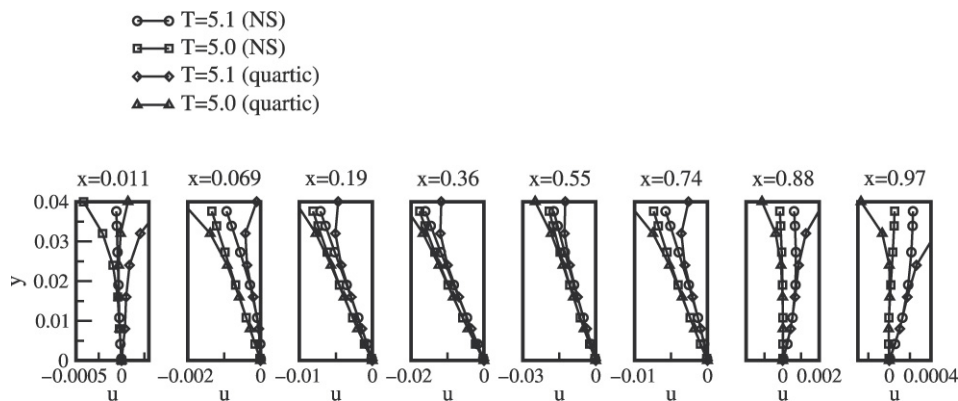 T=5.1 (NS)
T=5.0 (NS)
T=5.1 (quartic)
T=5.0 (quartic)
x=0.011 x=0.069 x=0.19 x=0.36 x=0.55 x=0.74 x=0.88 x=0.97
0.04
0.03
0.02
0.01
0
y
−0.0005 0 −0.002 0 −0.01 0 −0.02 0 −0.03 0 −0.01 0 0 0.002 0 0.0004
u u u u u u u u